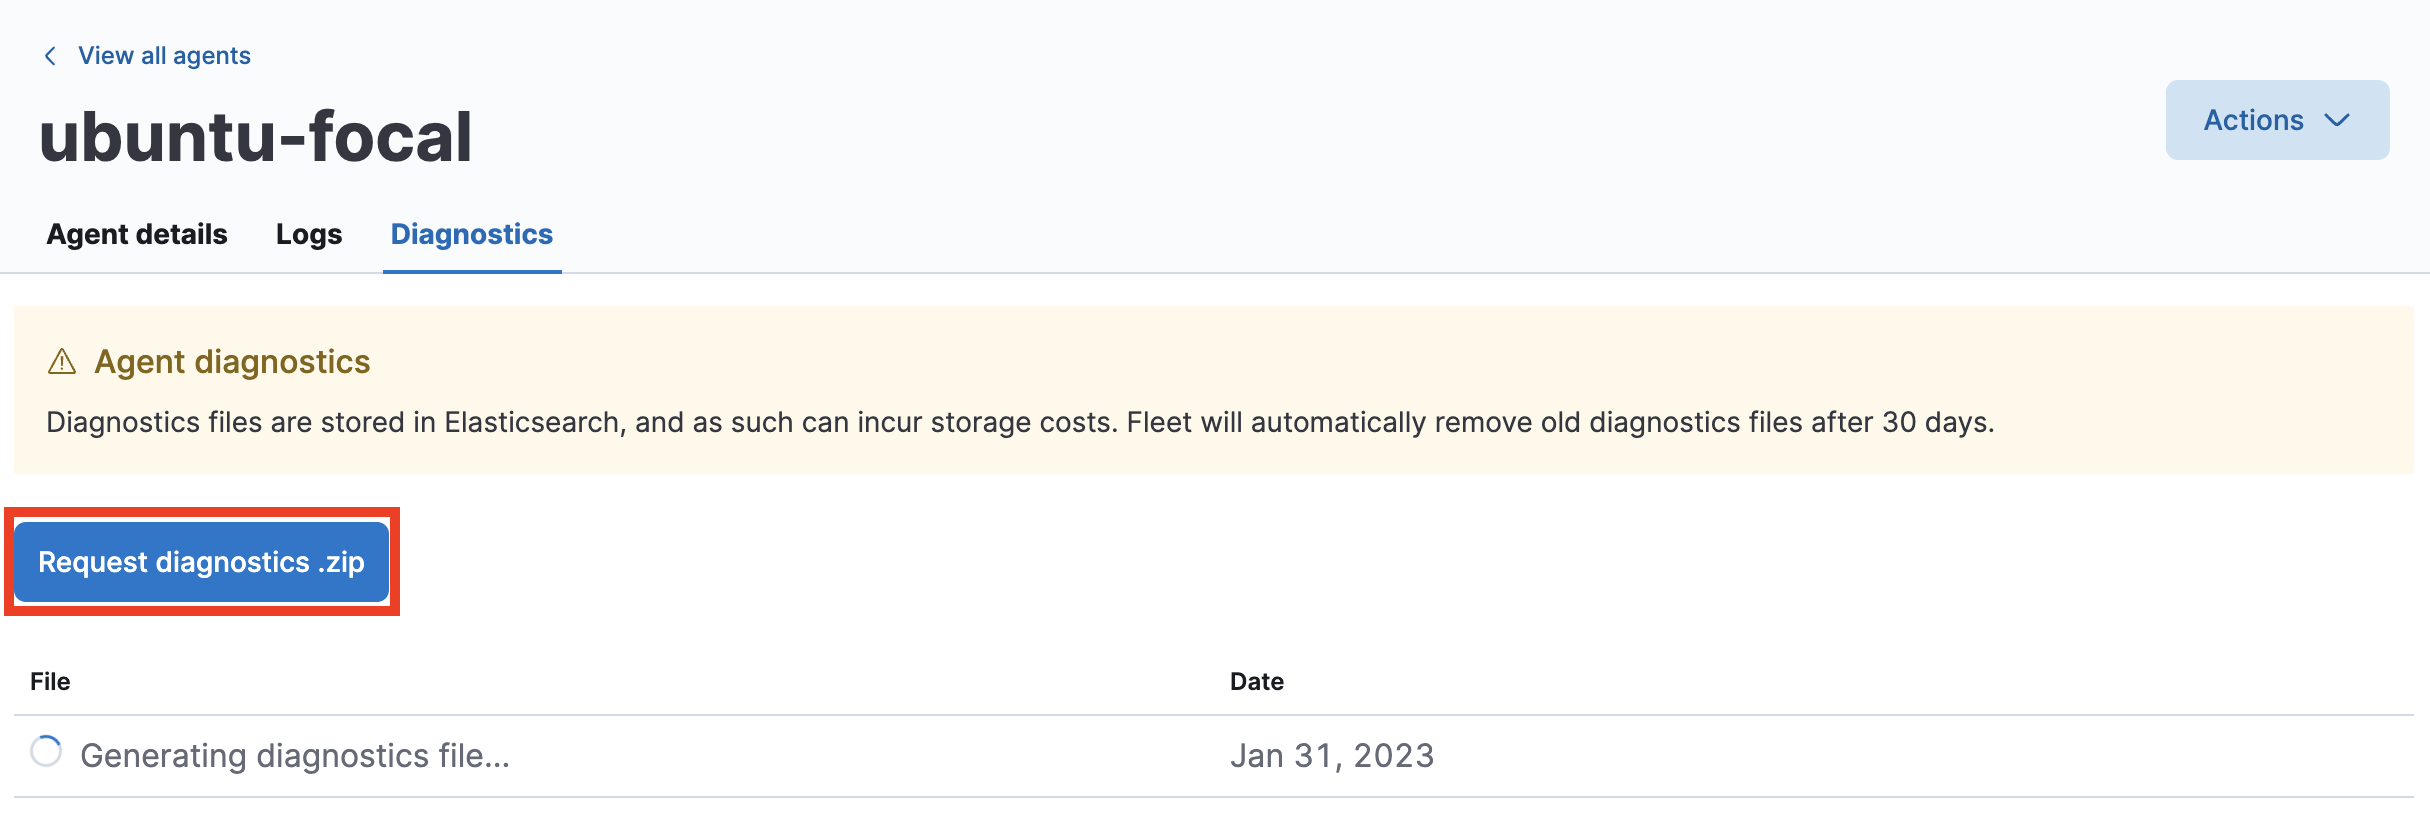 View all agents
ubuntu-focal
Actions
Agent details Logs Diagnostics
Agent diagnostics
Diagnostics files are stored in Elasticsearch, and as such can incur storage costs. Fleet will automatically remove old diagnostics files after 30 days.
Request diagnostics .zip
File Date
Generating diagnostics file... Jan 31, 2023